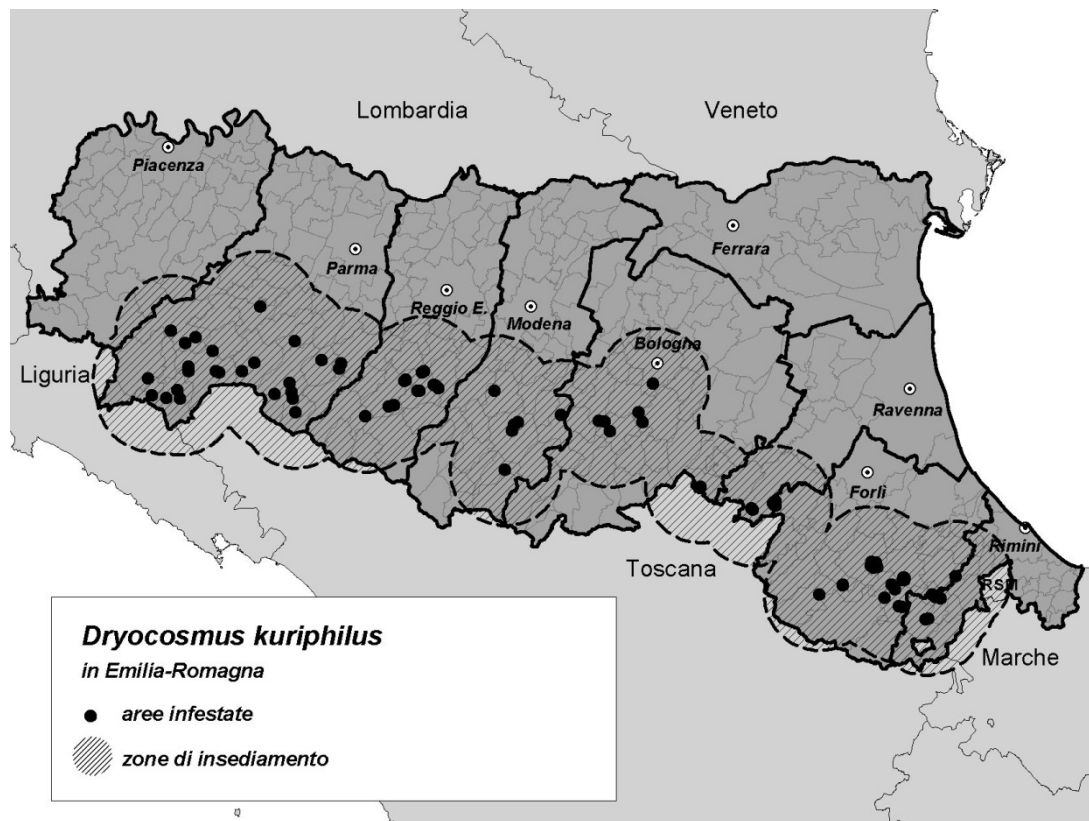 Lombardia
Veneto
Piacenza
Ferrara
Parma
Reggio E.
Modena
Bologna
Liguria
Ravenna
Forlì
Rimini
Toscana
RSM
Marche
Dryocosmus kuriphilus
in Emilia-Romagna
aree infestate
zone di insediamento